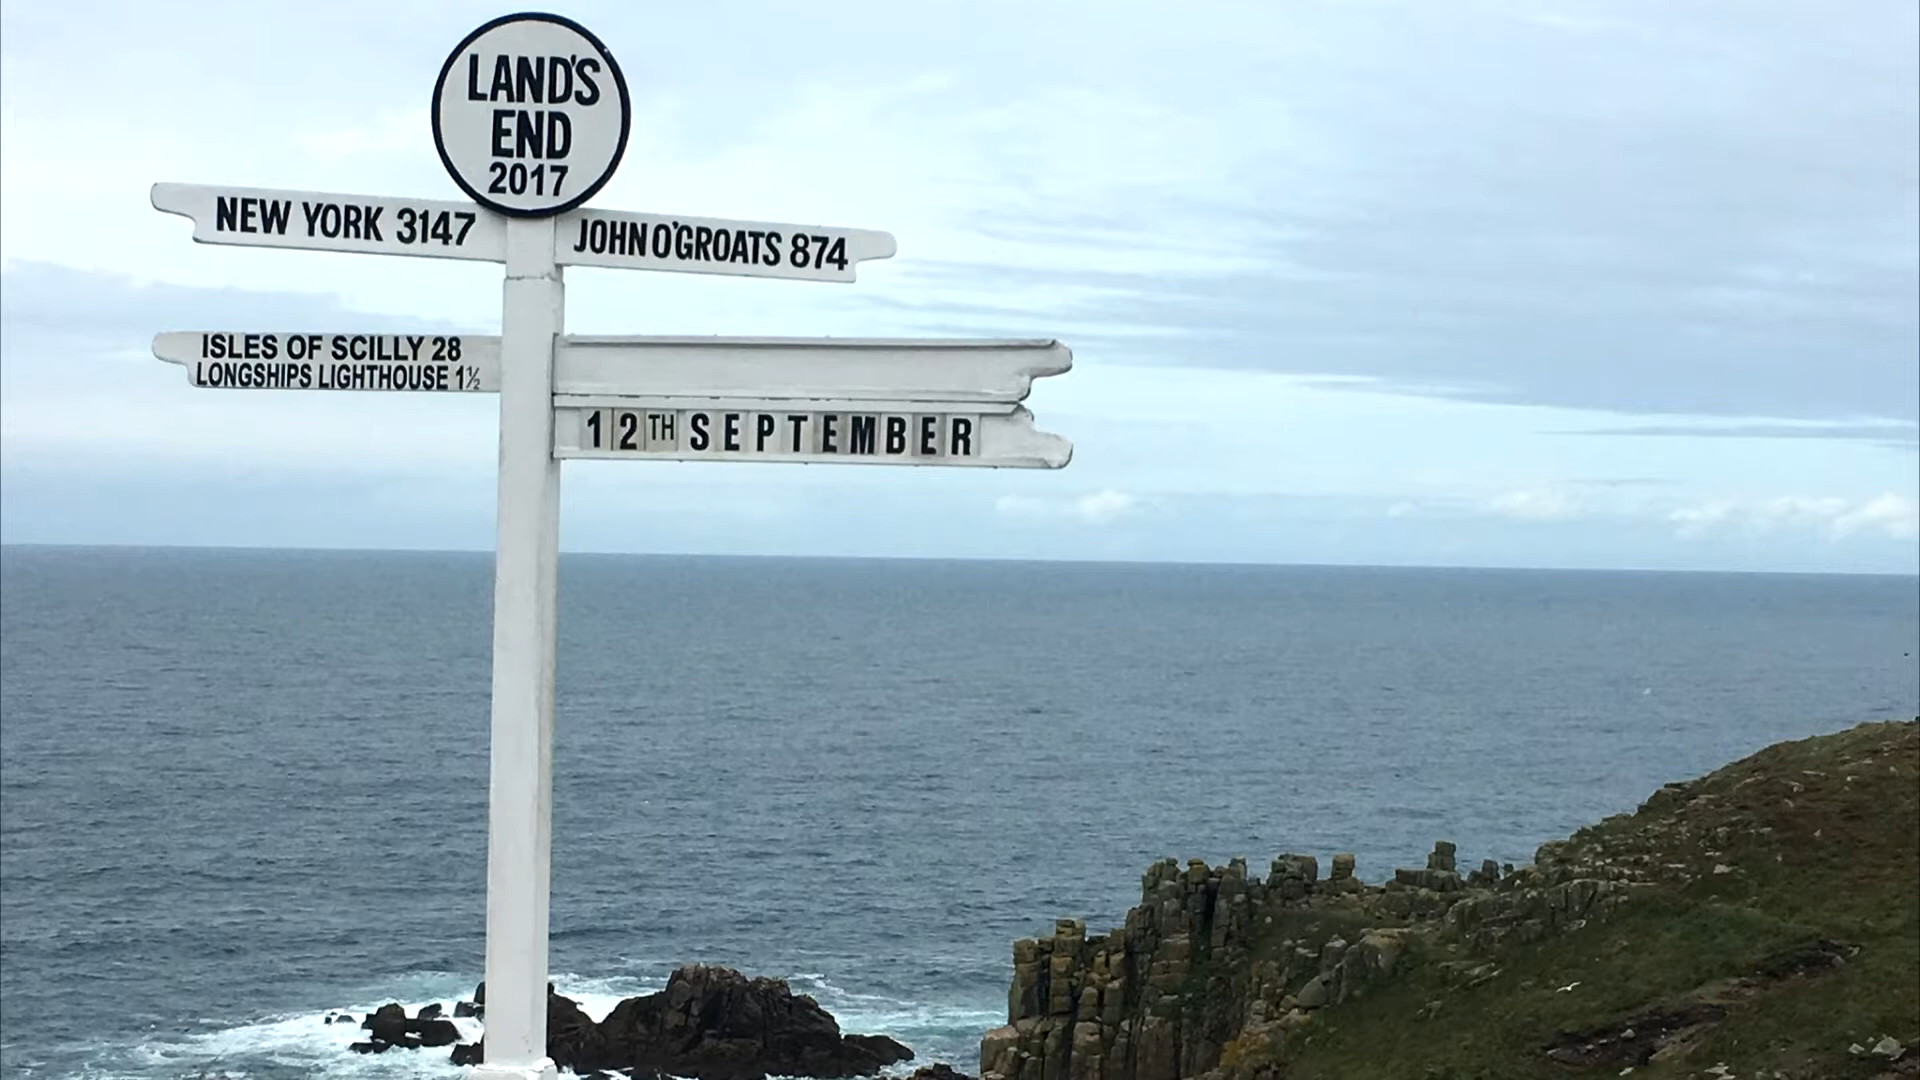 LAND'S
END
2017
NEW YORK 3147
JOHN O'GROATS 874
ISLES OF SCILLY 28
LONGSHIPS LIGHTHOUSE 1½
12TH SEPTEMBER